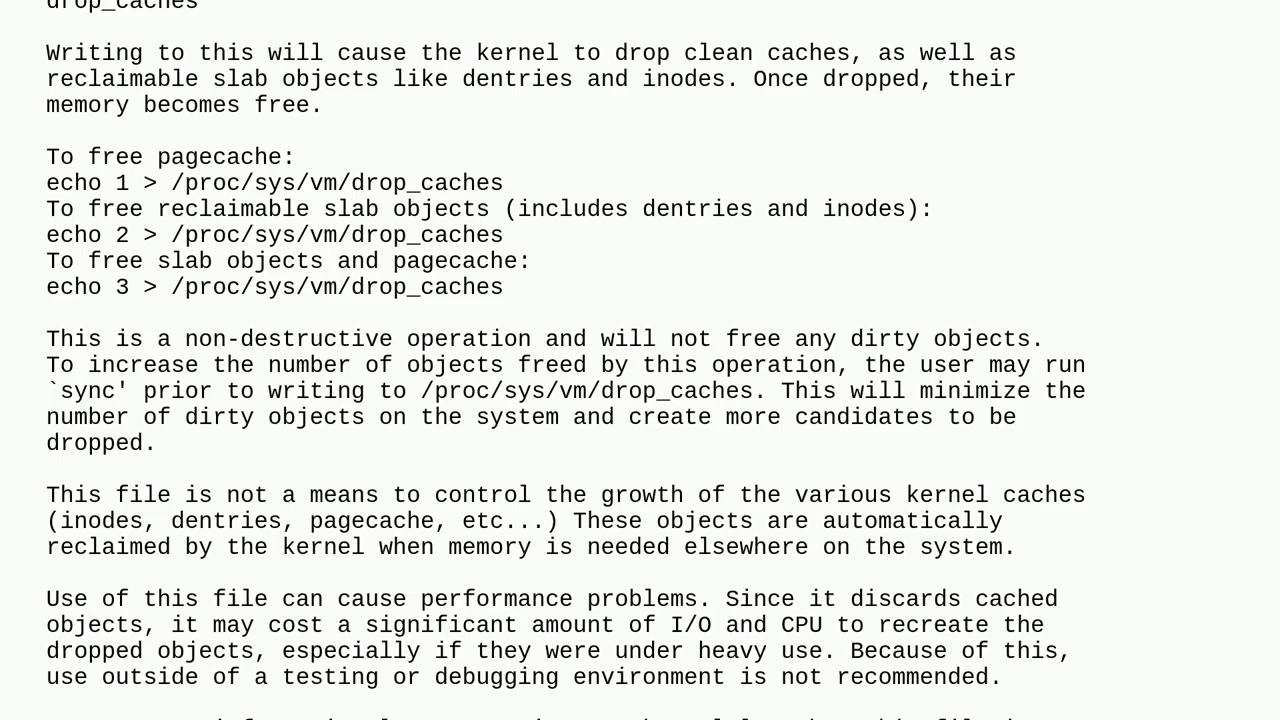 drop_caches
Writing to this will cause the kernel to drop clean caches, as well as
reclaimable slab objects like dentries and inodes. Once dropped, their
memory becomes free.
To free pagecache:
echo 1 > /proc/sys/vm/drop_caches
To free reclaimable slab objects (includes dentries and inodes):
echo 2 > /proc/sys/vm/drop_caches
To free slab objects and pagecache:
echo 3 > /proc/sys/vm/drop_caches
This is a non-destructive operation and will not free any dirty objects.
To increase the number of objects freed by this operation, the user may run
`sync' prior to writing to /proc/sys/vm/drop_caches. This will minimize the
number of dirty objects on the system and create more candidates to be
dropped.
This file is not a means to control the growth of the various kernel caches
(inodes, dentries, pagecache, etc...) These objects are automatically
reclaimed by the kernel when memory is needed elsewhere on the system.
Use of this file can cause performance problems. Since it discards cached
objects, it may cost a significant amount of I/O and CPU to recreate the
dropped objects, especially if they were under heavy use. Because of this,
use outside of a testing or debugging environment is not recommended.